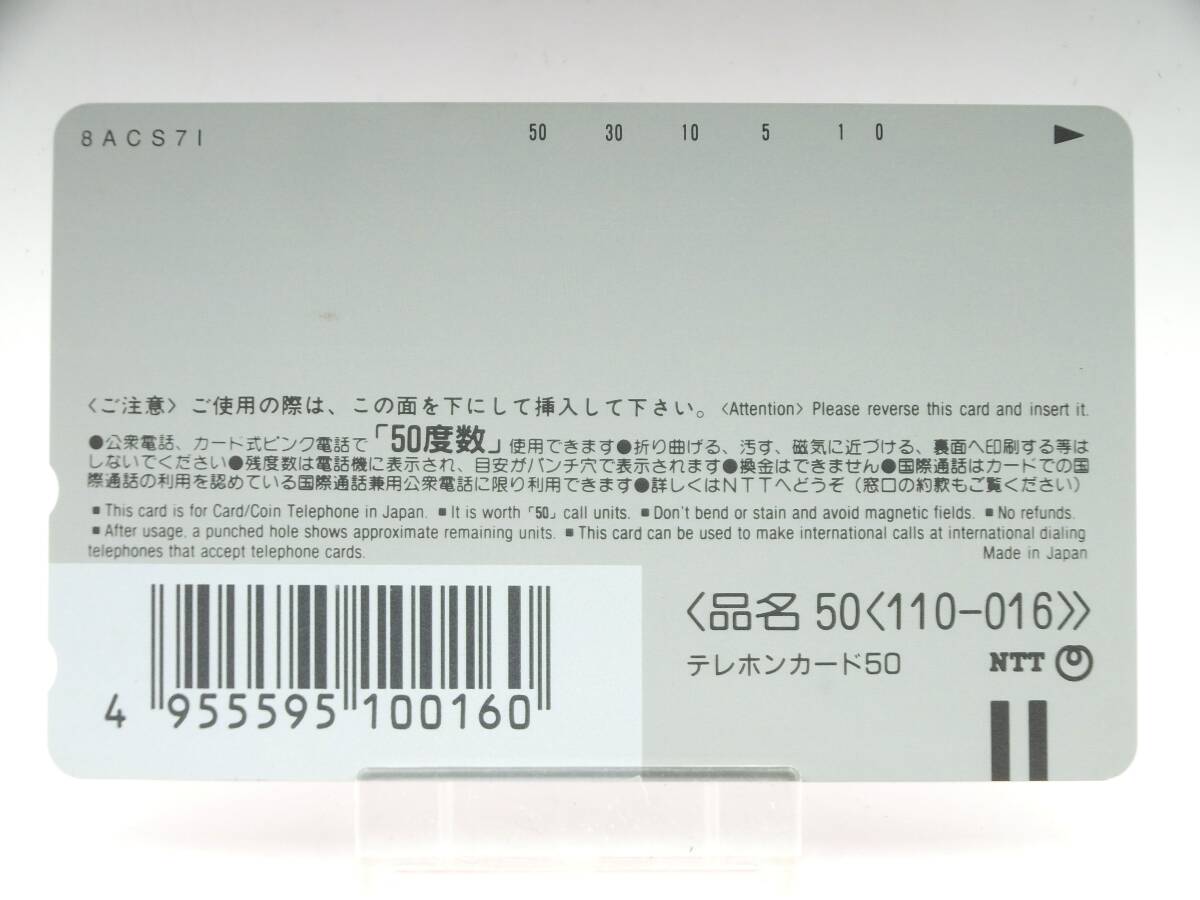 8ACS71 50 30 10 5 1 0
〈ご注意〉ご使用の際は、この面を下にして挿入して下さい。〈Attention〉 Please reverse this card and insert it.
●公衆電話、カード式ピンク電話で「50度数」使用できます●折り曲げる、汚す、磁気に近づける、裏面へ印刷する等は
しないでください●残度数は電話機に表示され、目安がパンチ穴で表示されます●換金はできません●国際通話はカードでの国
際通話の利用を認めている国際通話兼用公衆電話に限り利用できます●詳しくはNTTへどうぞ（窓口の約款もご覧ください）
■ This card is for Card/Coin Telephone in Japan. ■ It is worth「50」call units. ■ Don't bend or stain and avoid magnetic fields. ■ No refunds.
■ After usage, a punched hole shows approximate remaining units. ■ This card can be used to make international calls at international dialing
telephones that accept telephone cards. Made in Japan
〈品名 50〈110-016〉〉
テレホンカード50 NTT
4 955595 100160